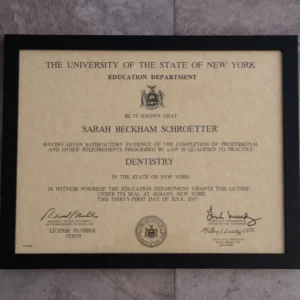 THE UNIVERSITY OF THE STATE OF NEW YORK
EDUCATION DEPARTMENT
BE IT KNOWN THAT
SARAH BECKHAM SCHROETTER
HAVING GIVEN SATISFACTORY EVIDENCE OF THE COMPLETION OF PROFESSIONAL
AND OTHER REQUIREMENTS PRESCRIBED BY LAW IS QUALIFIED TO PRACTICE
DENTISTRY
IN THE STATE OF NEW YORK
IN WITNESS WHEREOF THE EDUCATION DEPARTMENT GRANTS THIS LICENSE
UNDER ITS SEAL AT ALBANY, NEW YORK
THIS THIRTY-FIRST DAY OF JULY, 2017.
LICENSE NUMBER